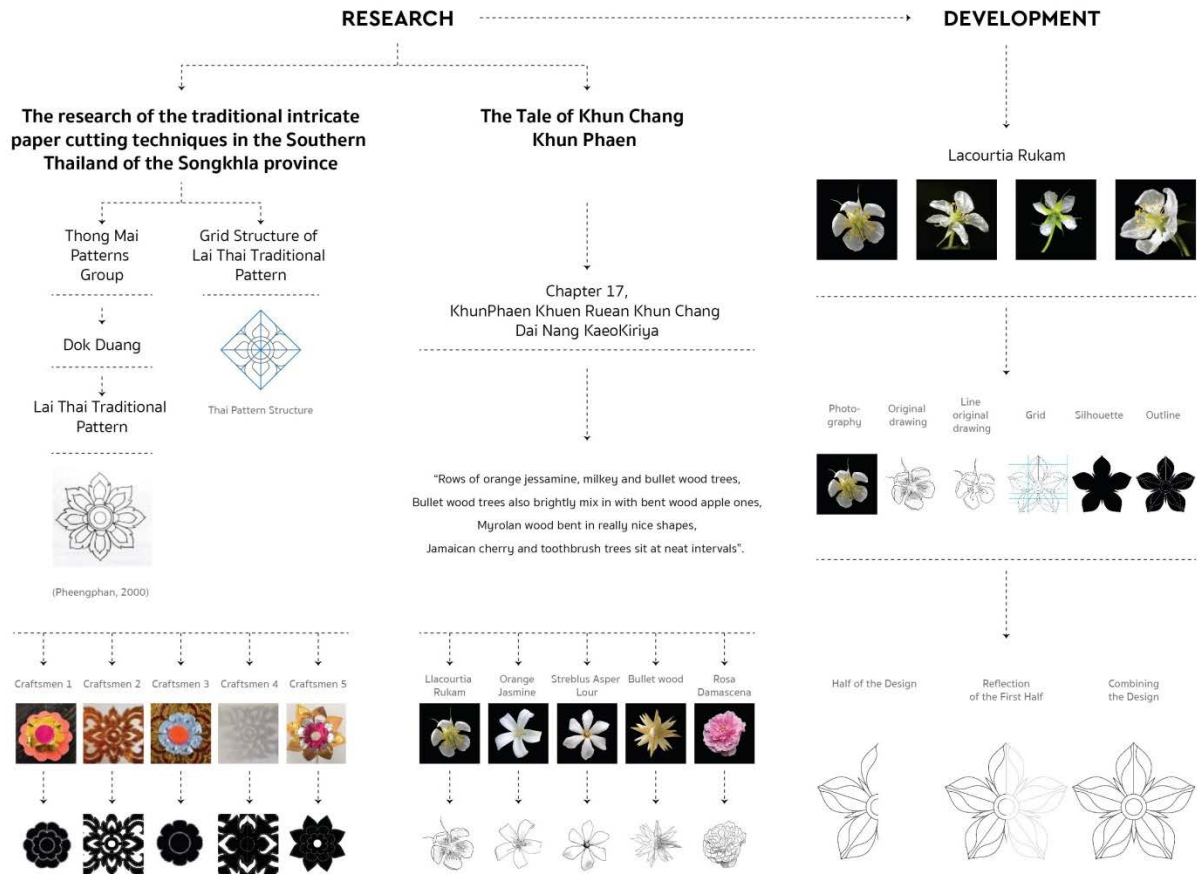 RESEARCH
DEVELOPMENT
The research of the traditional intricate
paper cutting techniques in the Southern
Thailand of the Songkhla province
Thong Mai
Patterns
Group
Grid Structure of
Lai Thai Traditional
Pattern
Dok Duang
Thai Pattern Structure
Lai Thai Traditional
Pattern
(Pheengphan, 2000)
Craftsmen 1
Craftsmen 2
Craftsmen 3
Craftsmen 4
Craftsmen 5
The Tale of Khun Chang
Khun Phaen
Chapter 17,
KhunPhaen Khuen Ruean Khun Chang
Dai Nang KaeoKiriya
“Rows of orange jessamine, milkey and bullet wood trees,
Bullet wood trees also brightly mix in with bent wood apple ones,
Myrolan wood bent in really nice shapes,
Jamaican cherry and toothbrush trees sit at neat intervals”.
Llacourtia
Rukam
Orange
Jasmine
Streblus Asper
Lour
Bullet wood
Rosa
Damascena
Lacourtia Rukam
Photo-
graphy
Original
drawing
Line
original
drawing
Grid
Silhouette
Outline
Half of the Design
Reflection
of the First Half
Combining
the Design